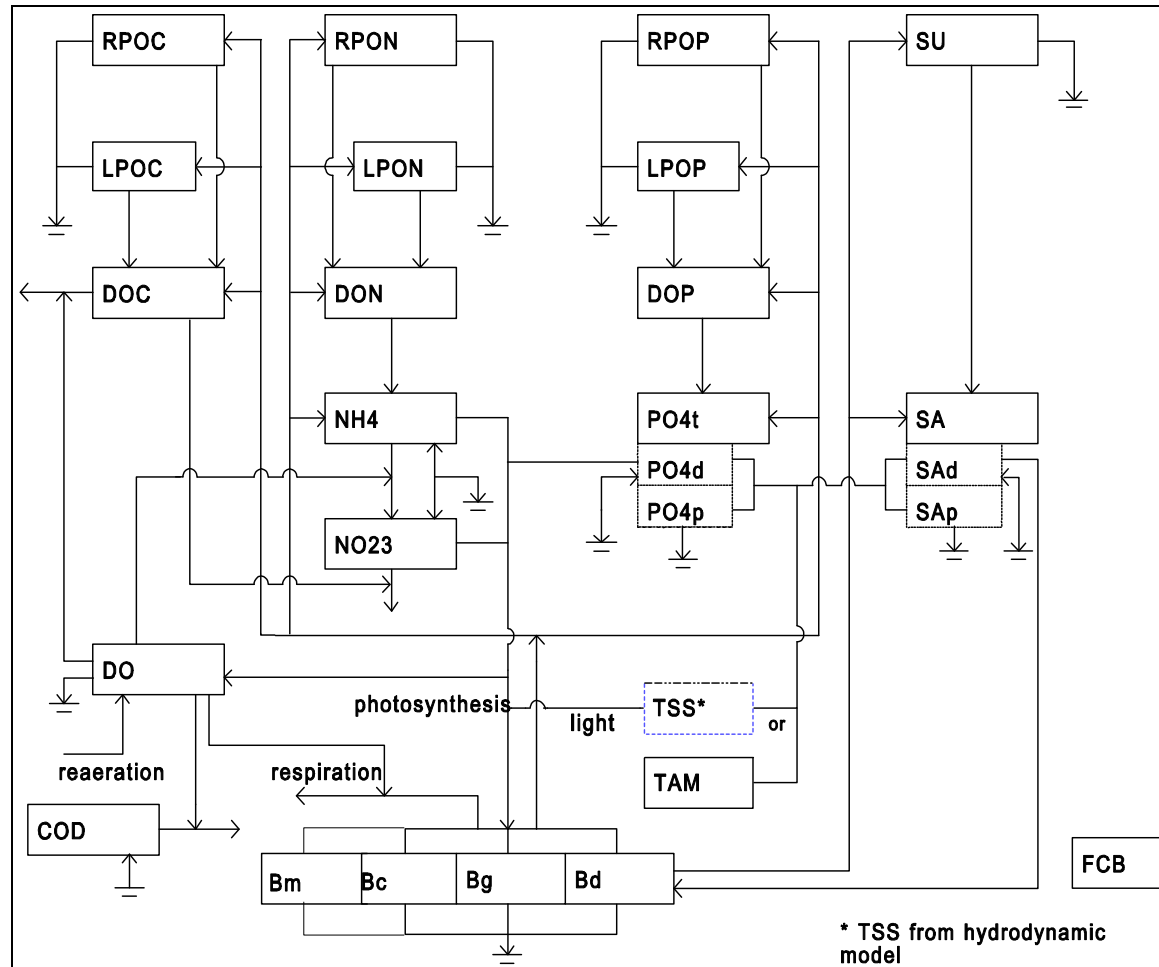 RPOC
RPON
RPOP
SU
LPOC
LPON
LPOP
DOC
DON
DOP
NH4
PO4t
SA
PO4d
SAd
PO4p
SAp
NO23
DO
photosynthesis
light
TSS*
or
reaeration
respiration
TAM
COD
Bm
Bc
Bg
Bd
FCB
* TSS from hydrodynamic
model